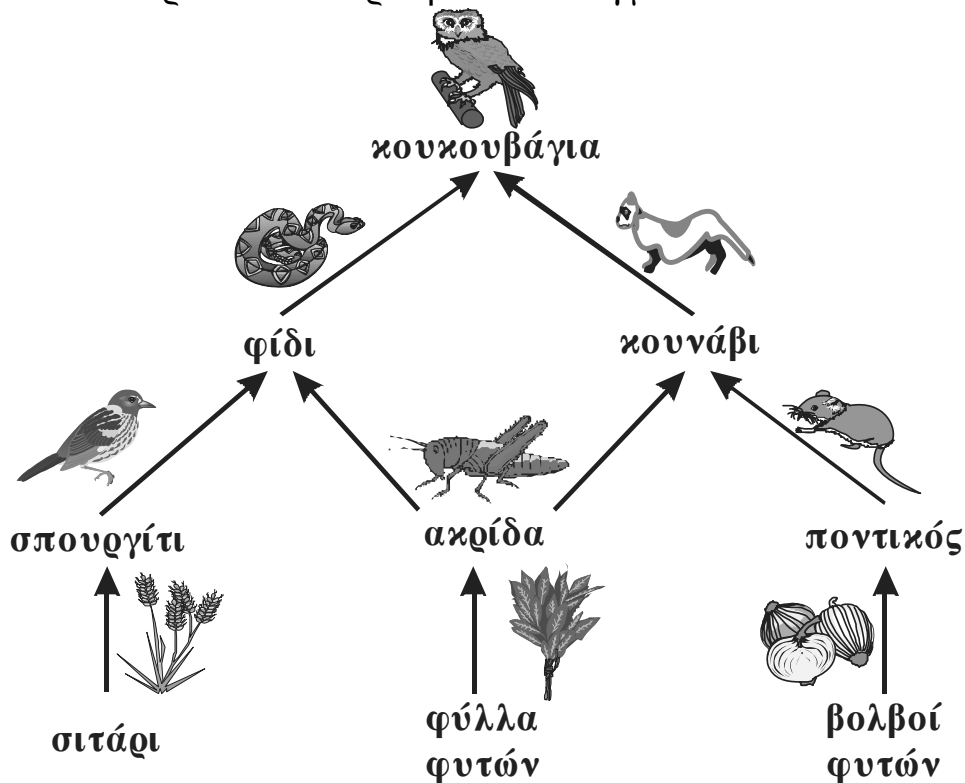 κουκουβάγια
φίδι
κουνάβι
σπουργίτι
ακρίδα
ποντικός
σιτάρι
φύλλα
φυτών
βολβοί
φυτών